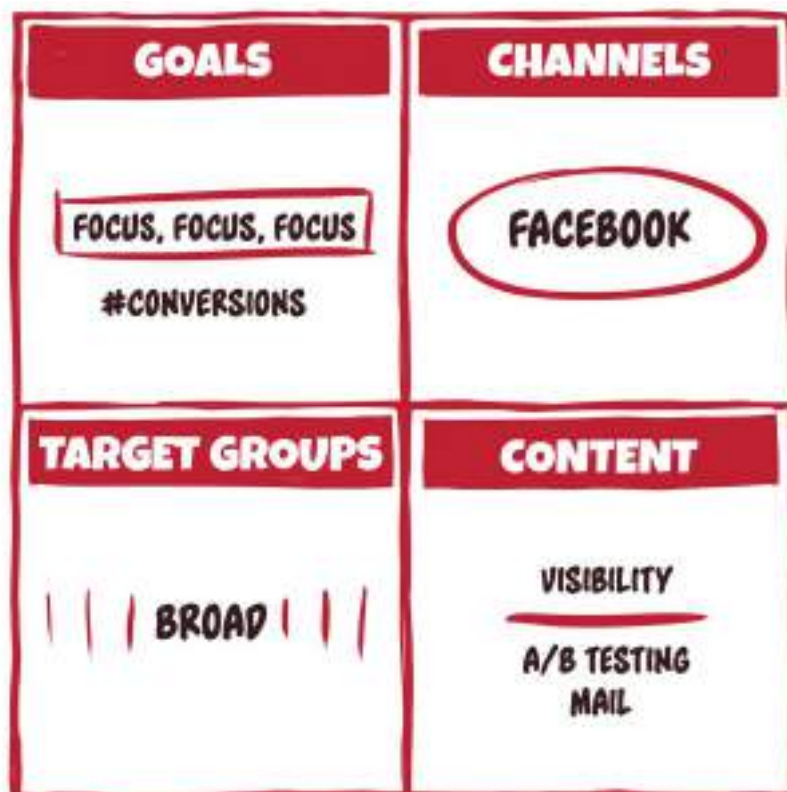 GOALS
FOCUS, FOCUS, FOCUS
#CONVERSIONS
CHANNELS
FACEBOOK
TARGET GROUPS
BROAD
CONTENT
VISIBILITY
A/B TESTING
MAIL